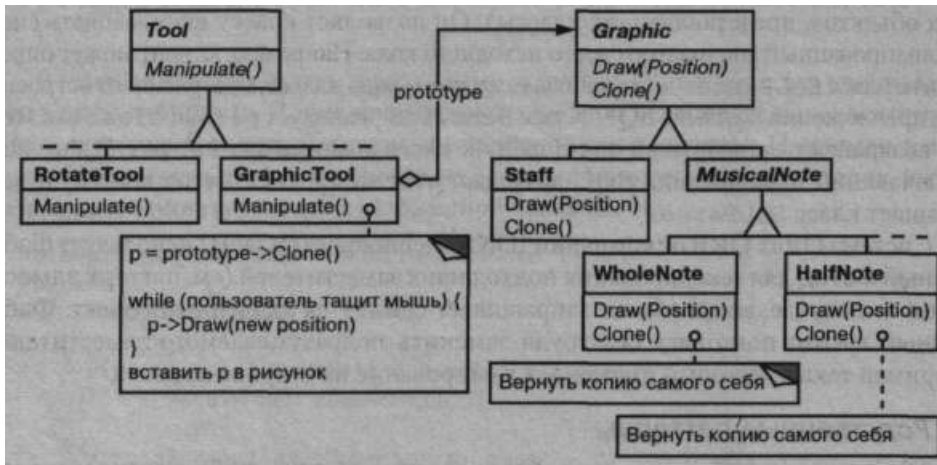 Tool
Manipulate()
prototype
Graphic
Draw(Position)
Clone()
RotateTool
Manipulate()
GraphicTool
Manipulate()
Staff
Draw(Position)
Clone()
MusicalNote
p = prototype->Clone()
while (пользователь тащит мышь) {
p->Draw(new position)
}
вставить p в рисунок
WholeNote
Draw(Position)
Clone()
HalfNote
Draw(Position)
Clone()
Вернуть копию самого себя
Вернуть копию самого себя